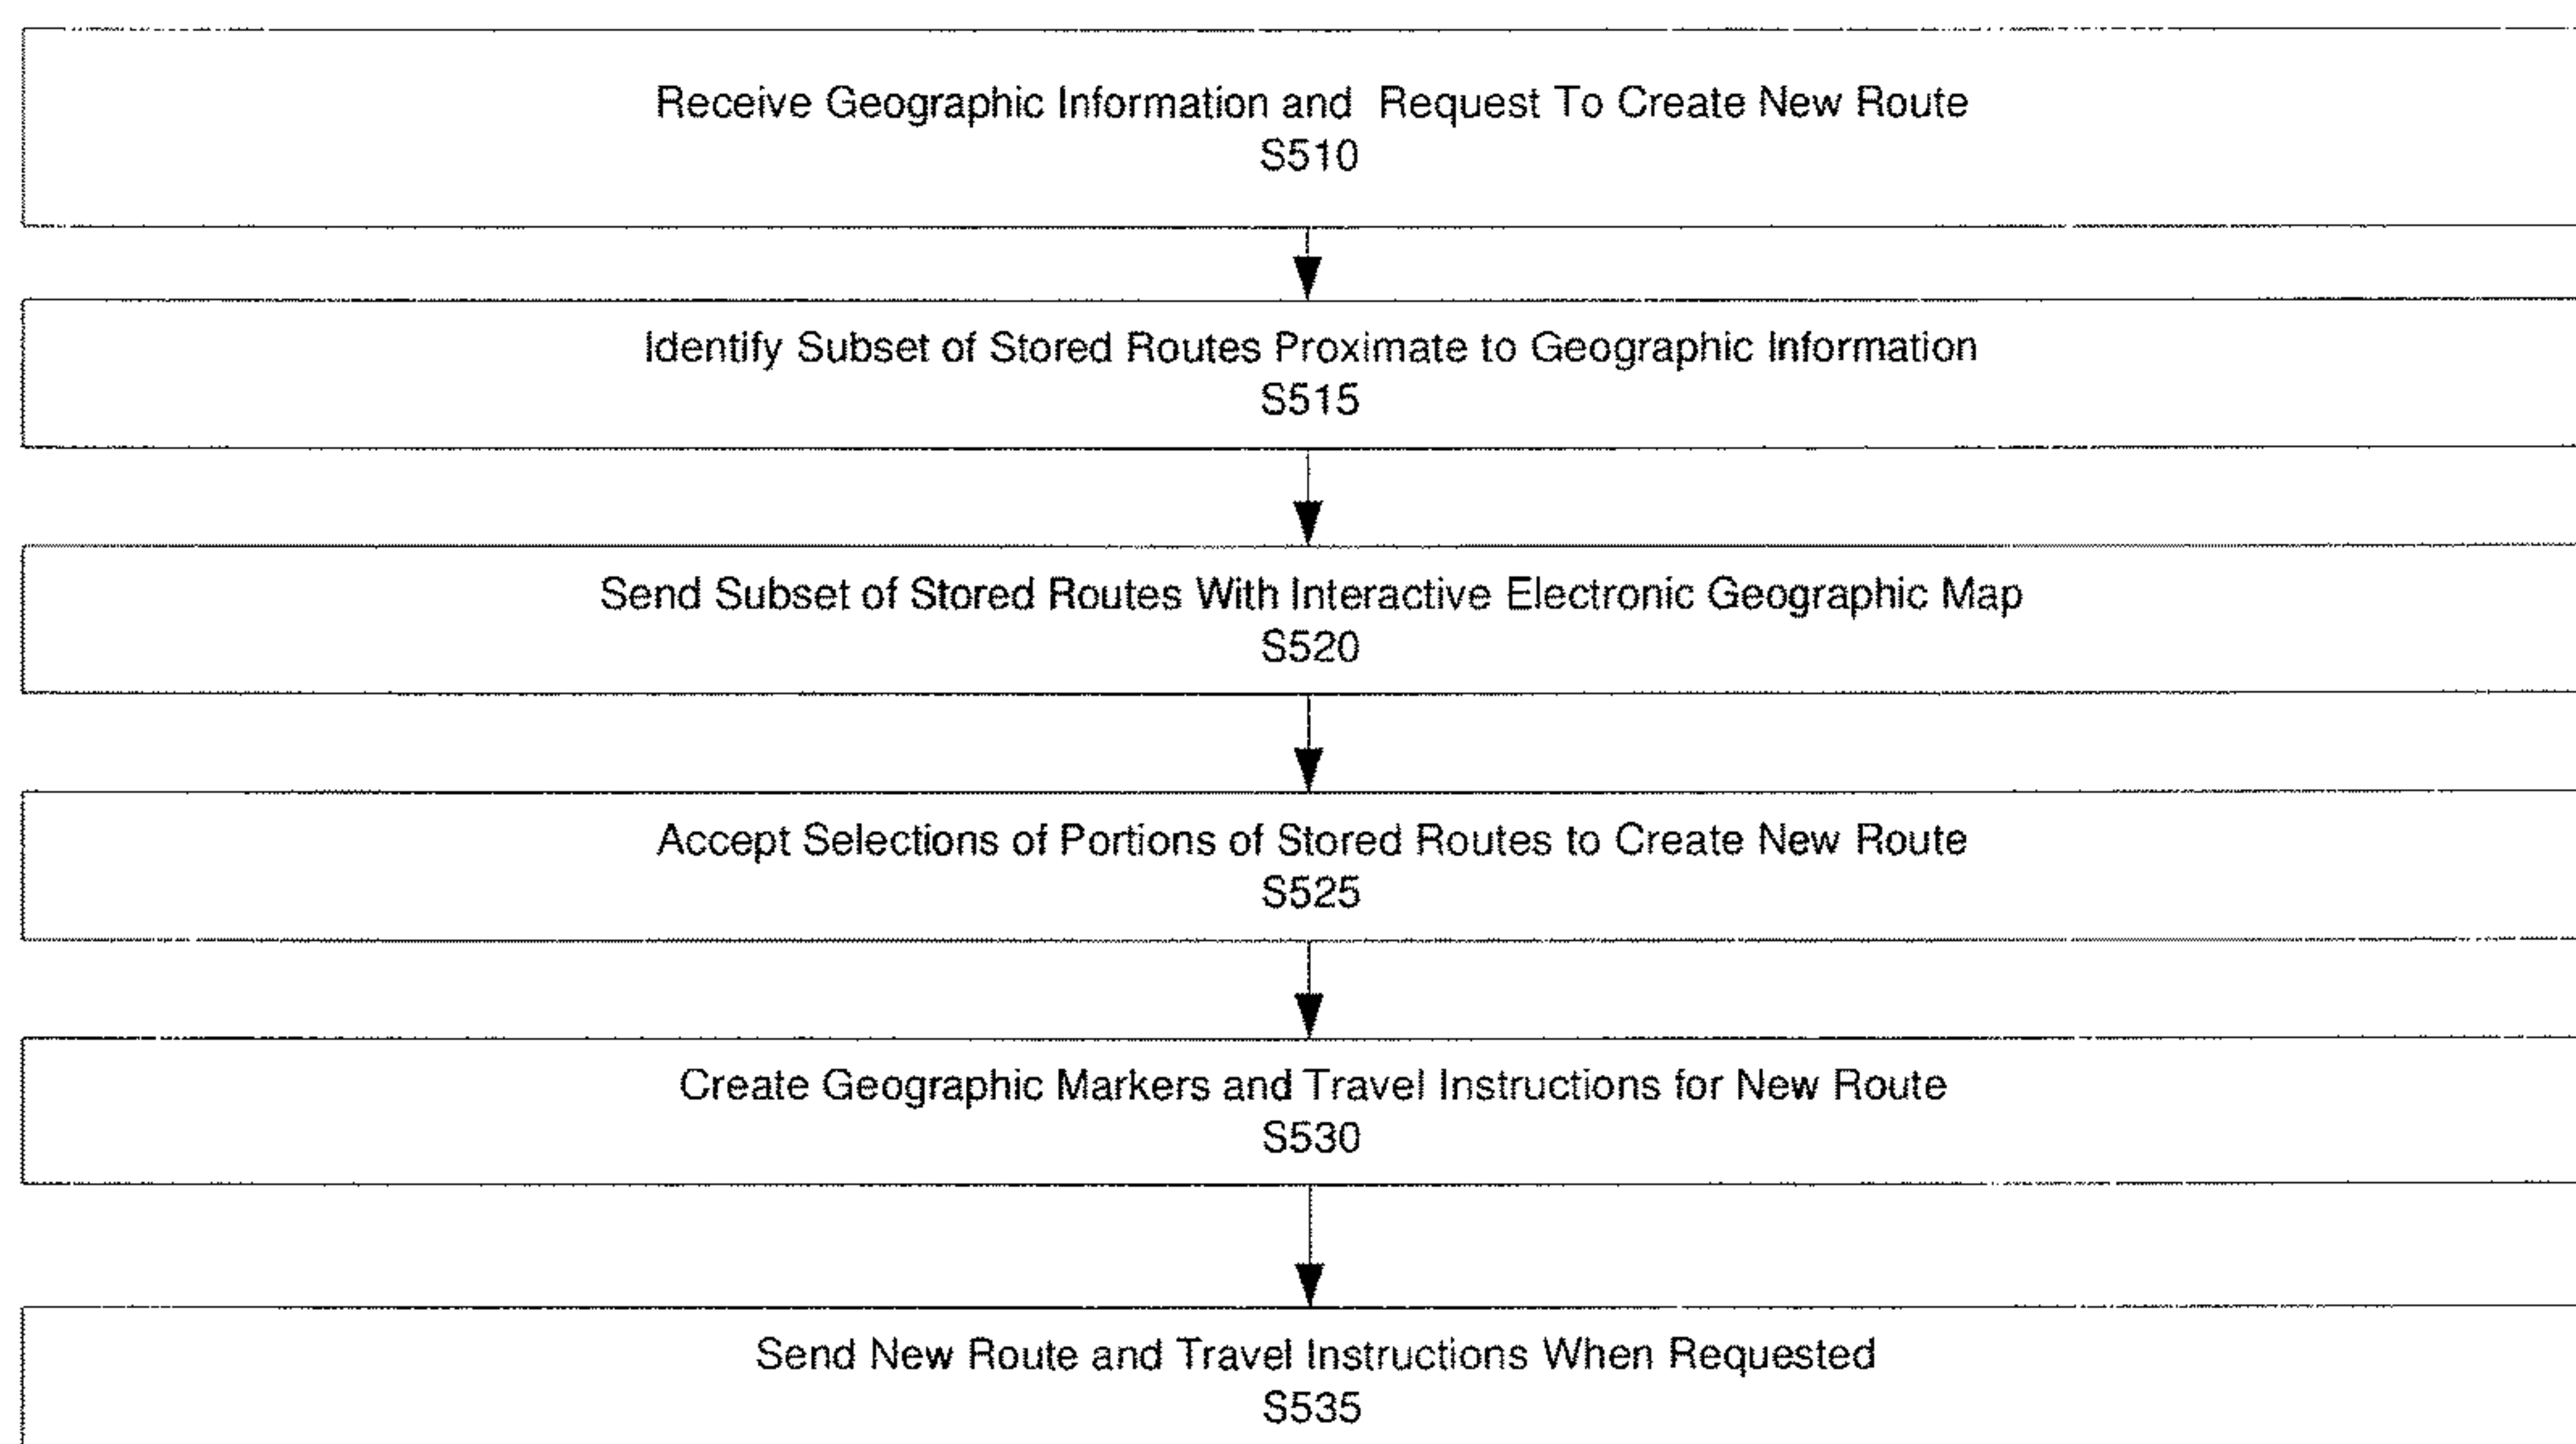 Receive Geographic Information and Request To Create New Route
S510
Identify Subset of Stored Routes Proximate to Geographic Information
S515
Send Subset of Stored Routes With Interactive Electronic Geographic Map
S520
Accept Selections of Portions of Stored Routes to Create New Route
S525
Create Geographic Markers and Travel Instructions for New Route
S530
Send New Route and Travel Instructions When Requested
S535